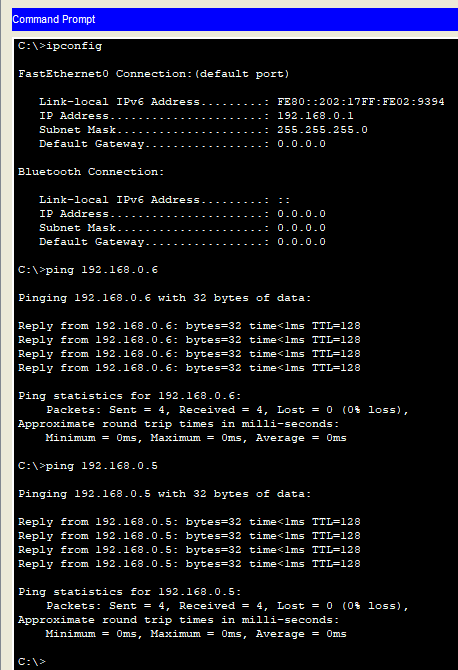 Command Prompt
C:\>ipconfig
FastEthernet0 Connection:(default port)
Link-local IPv6 Address.........: FE80::202:17FF:FE02:9394
IP Address......................: 192.168.0.1
Subnet Mask.....................: 255.255.255.0
Default Gateway.................: 0.0.0.0
Bluetooth Connection:
Link-local IPv6 Address.........: ::
IP Address......................: 0.0.0.0
Subnet Mask.....................: 0.0.0.0
Default Gateway.................: 0.0.0.0
C:\>ping 192.168.0.6
Pinging 192.168.0.6 with 32 bytes of data:
Reply from 192.168.0.6: bytes=32 time<1ms TTL=128
Reply from 192.168.0.6: bytes=32 time<1ms TTL=128
Reply from 192.168.0.6: bytes=32 time<1ms TTL=128
Reply from 192.168.0.6: bytes=32 time<1ms TTL=128
Ping statistics for 192.168.0.6:
Packets: Sent = 4, Received = 4, Lost = 0 (0% loss),
Approximate round trip times in milli-seconds:
Minimum = 0ms, Maximum = 0ms, Average = 0ms
C:\>ping 192.168.0.5
Pinging 192.168.0.5 with 32 bytes of data:
Reply from 192.168.0.5: bytes=32 time<1ms TTL=128
Reply from 192.168.0.5: bytes=32 time<1ms TTL=128
Reply from 192.168.0.5: bytes=32 time<1ms TTL=128
Reply from 192.168.0.5: bytes=32 time<1ms TTL=128
Ping statistics for 192.168.0.5:
Packets: Sent = 4, Received = 4, Lost = 0 (0% loss),
Approximate round trip times in milli-seconds:
Minimum = 0ms, Maximum = 0ms, Average = 0ms
C:\>